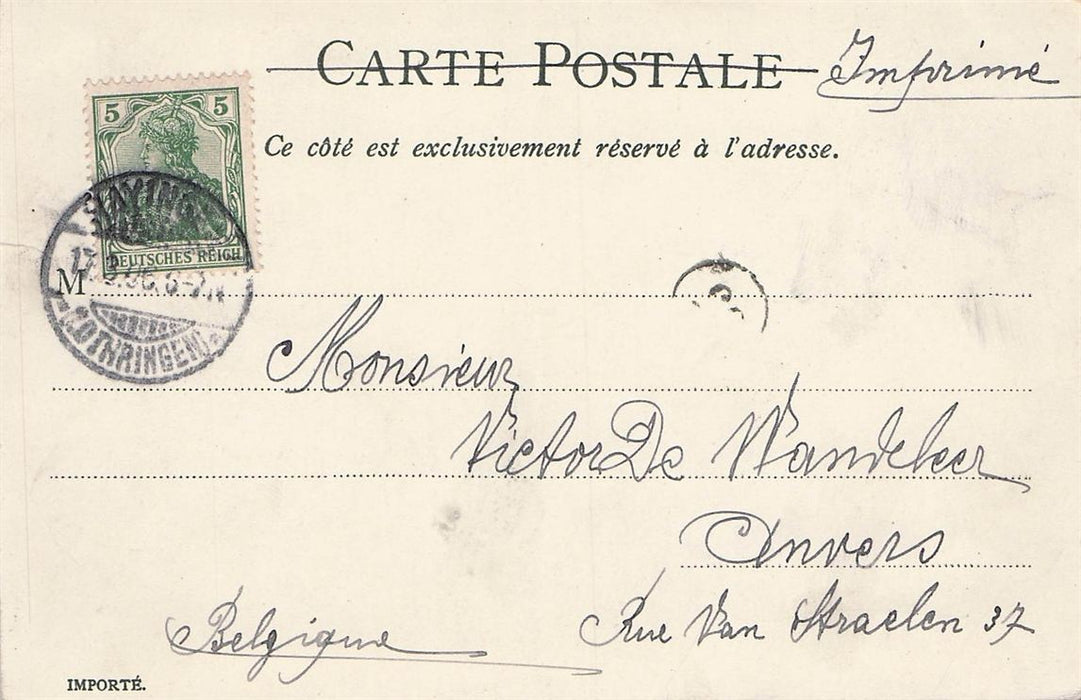 CARTE POSTALE Imprimé
Ce côté est exclusivement réservé à l'adresse.
5 5
DEUTSCHES REICH
HAYINGEN
(LOTHRINGEN)
M
Monsieur
Victor De Wandeleer
Anvers
Rue Van Straelen 37
Belgique
IMPORTÉ.